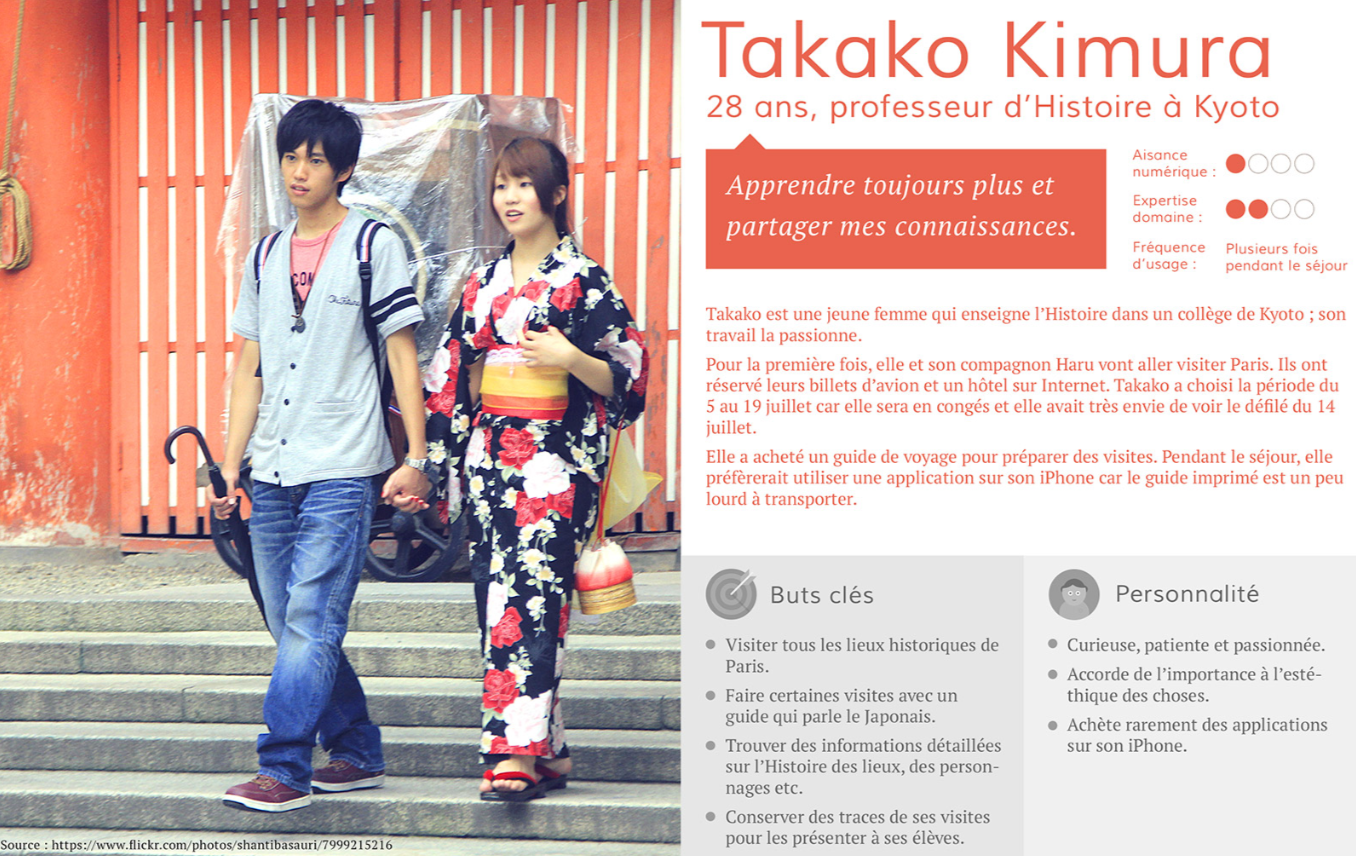 Takako Kimura
28 ans, professeur d’Histoire à Kyoto
Apprendre toujours plus et
partager mes connaissances.
Aisance
numérique :
Expertise
domaine :
Fréquence
d’usage :
Plusieurs fois
pendant le séjour
Takako est une jeune femme qui enseigne l’Histoire dans un collège de Kyoto ; son
travail la passionne.
Pour la première fois, elle et son compagnon Haru vont aller visiter Paris. Ils ont
réservé leurs billets d’avion et un hôtel sur Internet. Takako a choisi la période du
5 au 19 juillet car elle sera en congés et elle avait très envie de voir le défilé du 14
juillet.
Elle a acheté un guide de voyage pour préparer des visites. Pendant le séjour, elle
préfèrerait utiliser une application sur son iPhone car le guide imprimé est un peu
lourd à transporter.
Buts clés
Visiter tous les lieux historiques de
Paris.
Faire certaines visites avec un
guide qui parle le Japonais.
Trouver des informations détaillées
sur l’Histoire des lieux, des person-
nages etc.
Conserver des traces de ses visites
pour les présenter à ses élèves.
Personnalité
Curieuse, patiente et passionnée.
Accorde de l’importance à l’esté-
thique des choses.
Achète rarement des applications
sur son iPhone.
Source : https://www.flickr.com/photos/shantibasauri/7999215216